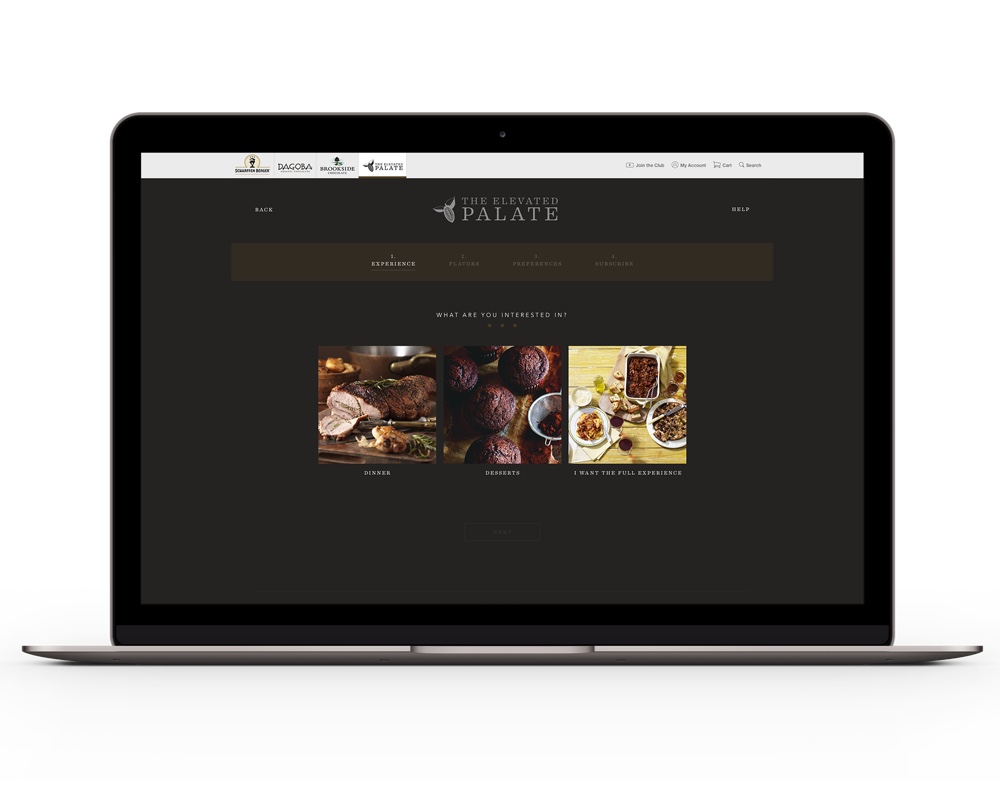 SCHARFFEN BERGER
DAGOBA
BROOKSIDE
CHOCOLATE
THE ELEVATED
PALATE
Join the Club
My Account
Cart
Search
BACK
THE ELEVATED
PALATE
HELP
1.
2.
3.
4.
EXPERIENCE
FLAVORS
PREFERENCES
SUBSCRIBE
WHAT ARE YOU INTERESTED IN?
DINNER
DESSERTS
I WANT THE FULL EXPERIENCE
NEXT